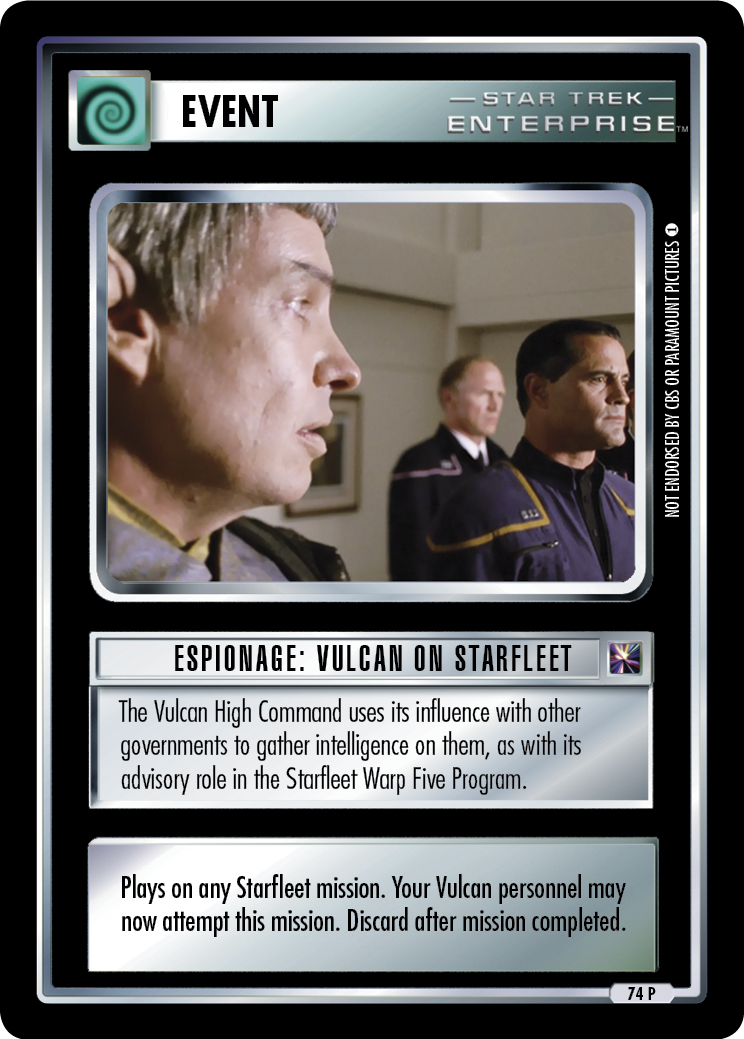 EVENT
STAR TREK
ENTERPRISE™
NOT ENDORSED BY CBS OR PARAMOUNT PICTURES 1
ESPIONAGE: VULCAN ON STARFLEET
The Vulcan High Command uses its influence with other
governments to gather intelligence on them, as with its
advisory role in the Starfleet Warp Five Program.
Plays on any Starfleet mission. Your Vulcan personnel may
now attempt this mission. Discard after mission completed.
74 P